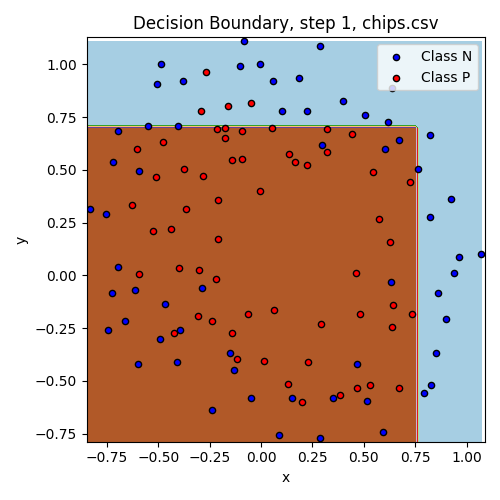 Decision Boundary, step 1, chips.csv
Class N
Class P
1.00
0.75
0.50
0.25
0.00
−0.25
−0.50
−0.75
y
−0.75 −0.50 −0.25 0.00 0.25 0.50 0.75 1.00
x